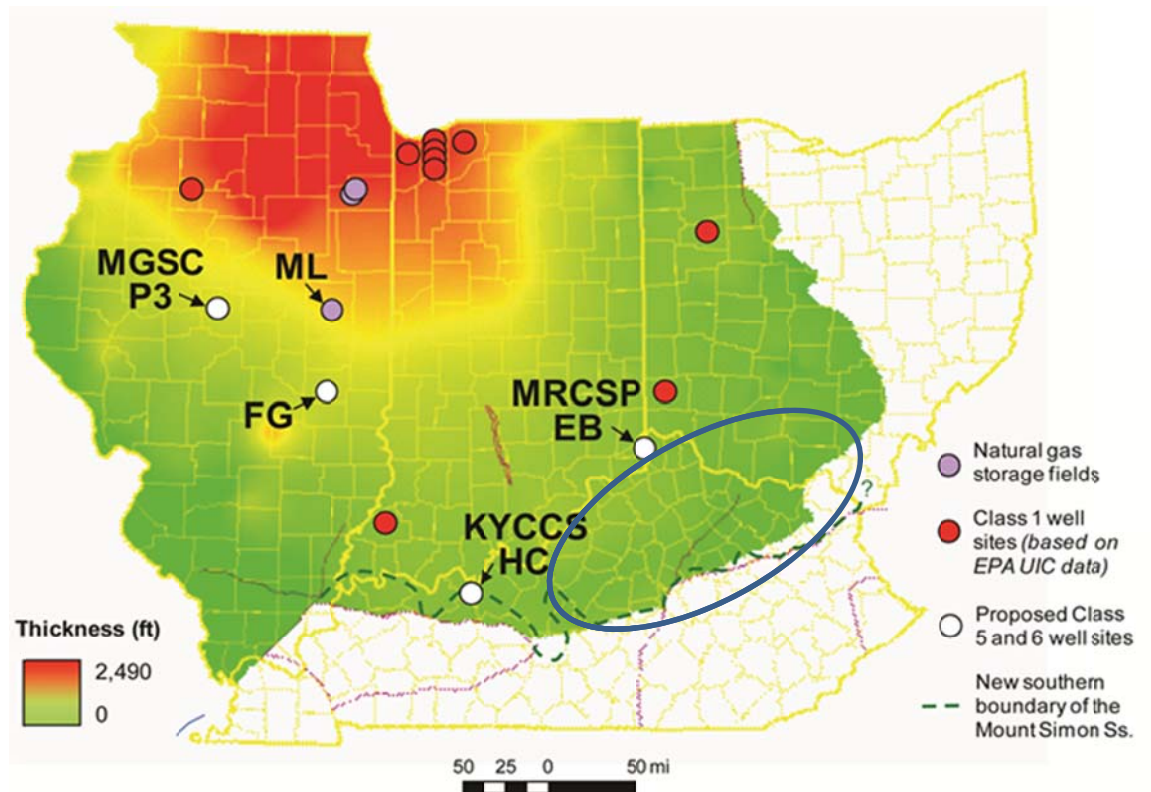 MGSC
P3
ML
FG
MRCSP
EB
KYCCS
HC
?
Natural gas
storage fields
Class 1 well
sites (based on
EPA UIC data)
Proposed Class
5 and 6 well sites
New southern
boundary of the
Mount Simon Ss.
Thickness (ft)
2,490
0
50 25 0 50 mi